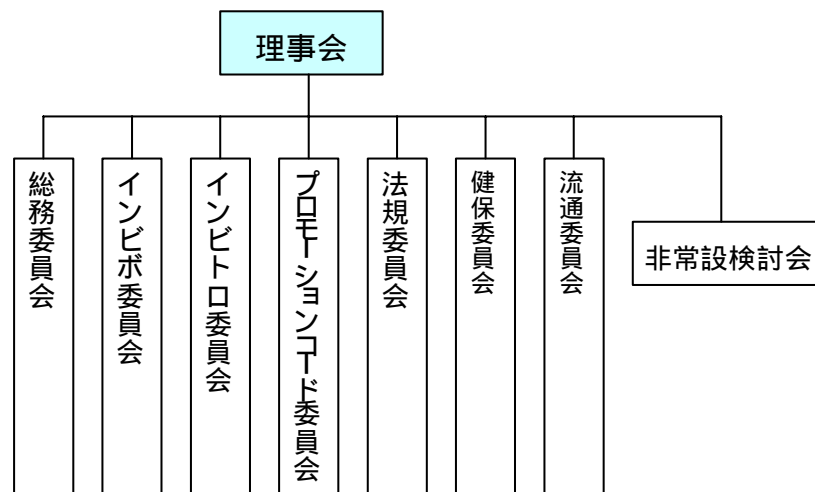 理事会
総務委員会
インビボ委員会
インビトロ委員会
プロモーションコード委員会
法規委員会
健保委員会
流通委員会
非常設検討会